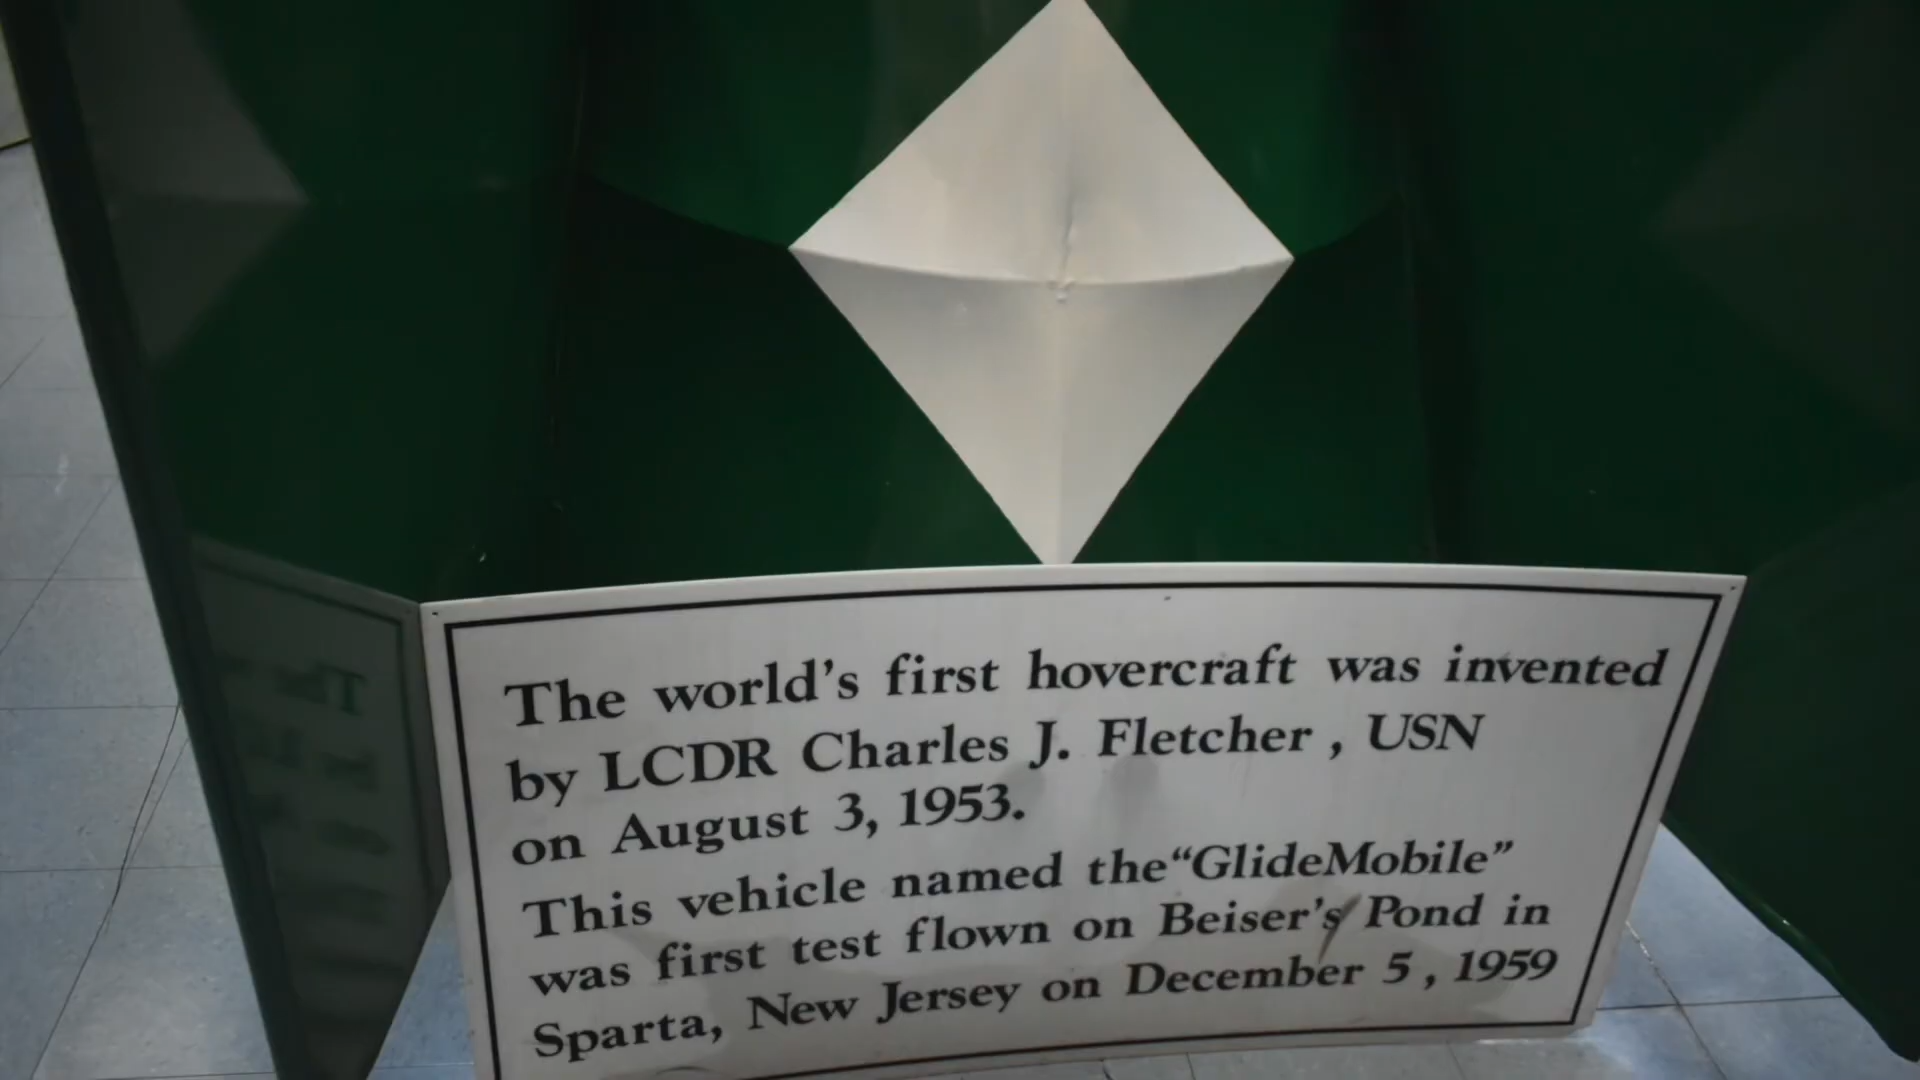 The world's first hovercraft was invented
by LCDR Charles J. Fletcher , USN
on August 3, 1953.
This vehicle named the“GlideMobile”
was first test flown on Beiser's Pond in
Sparta, New Jersey on December 5 , 1959